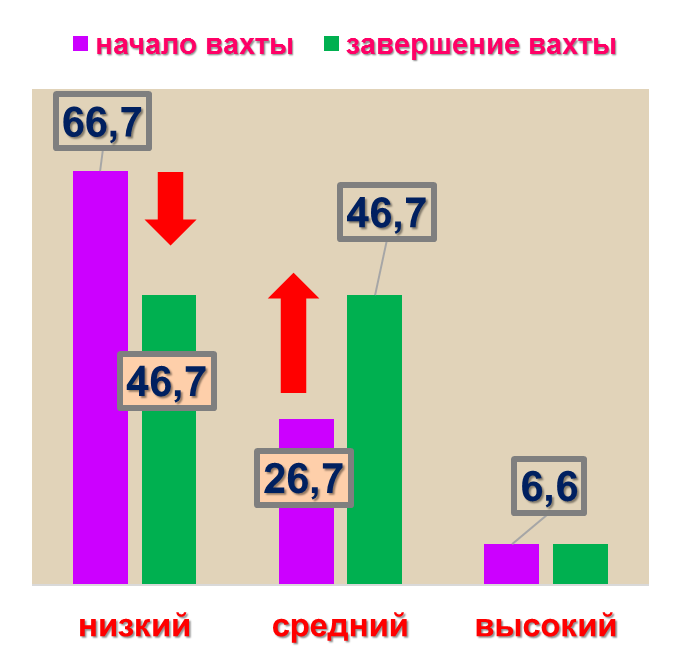 начало вахты завершение вахты
66,7
46,7
46,7
26,7
6,6
низкий средний высокий